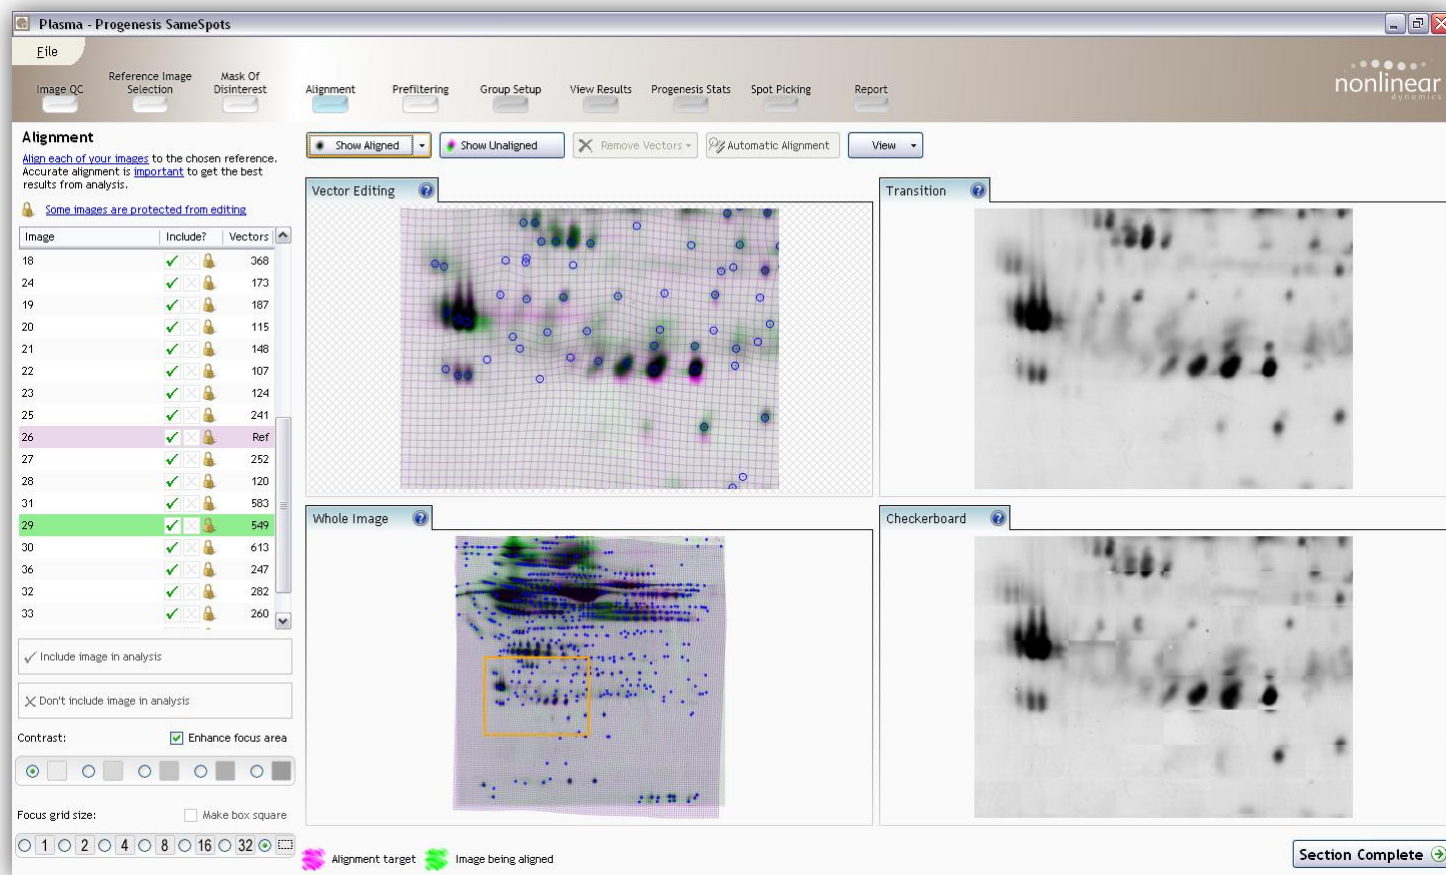 Plasma - Progenesis SameSpots
File
Image QC
Reference Image
Selection
Mask Of
Disinterest
Alignment
Prefiltering
Group Setup
View Results
Progenesis Stats
Spot Picking
Report
nonlinear
dynamics
Alignment
Align each of your images to the chosen reference.
Accurate alignment is important to get the best
results from analysis.
Some images are protected from editing
Image Include? Vectors
18 368
24 173
19 187
20 115
21 148
22 107
23 124
25 241
26 Ref
27 252
28 120
31 583
29 549
30 613
36 247
32 282
33 260
Include image in analysis
Don't include image in analysis
Contrast:
Enhance focus area
Focus grid size:
Make box square
1 2 4 8 16 32
Show Aligned
Show Unaligned
Remove Vectors
Automatic Alignment
View
Vector Editing
Transition
Whole Image
Checkerboard
Alignment target
Image being aligned
Section Complete